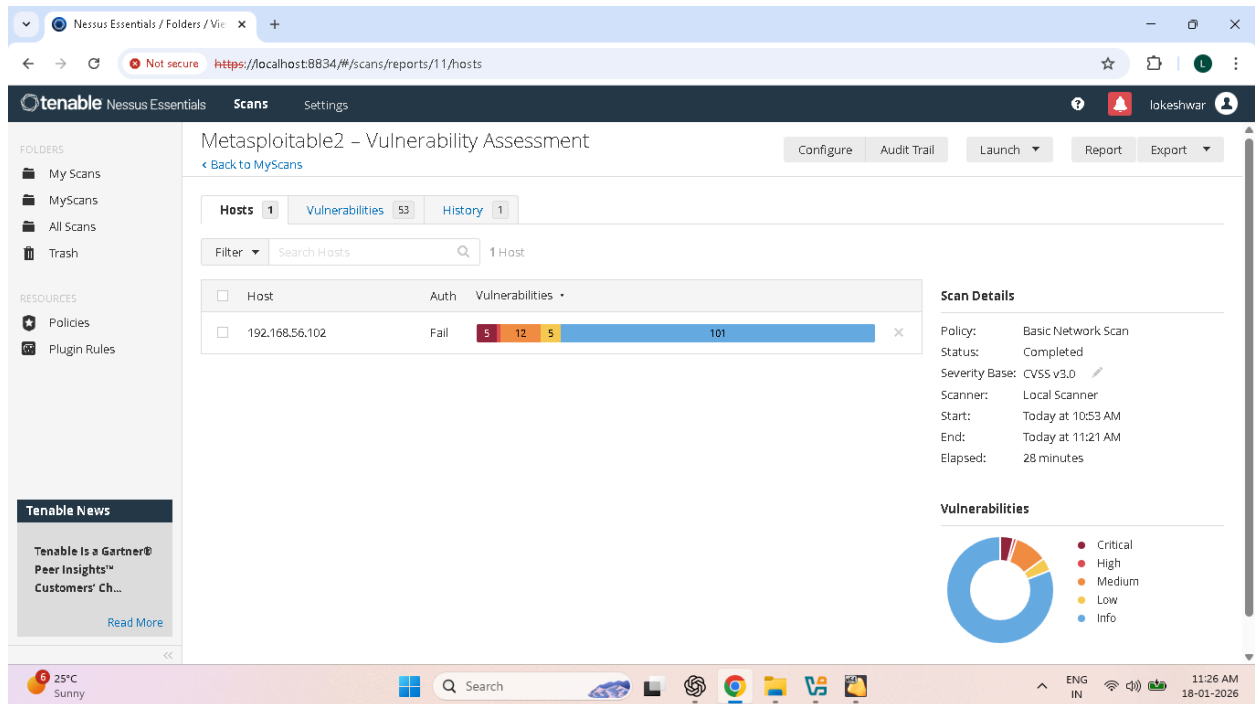 Nessus Essentials / Folders / Vie
Not secure https://localhost:8834/#/scans/reports/11/hosts
L
tenable Nessus Essentials Scans Settings
lokeshwar
FOLDERS
My Scans
MyScans
All Scans
Trash
RESOURCES
Policies
Plugin Rules
Tenable News
Tenable Is a Gartner®
Peer Insights™
Customers' Ch...
Read More
Metasploitable2 – Vulnerability Assessment
Back to MyScans
Configure Audit Trail Launch Report Export
Hosts 1 Vulnerabilities 53 History 1
Filter Search Hosts 1 Host
Host Auth Vulnerabilities
192.168.56.102 Fail 5 12 5 101
Scan Details
Policy: Basic Network Scan
Status: Completed
Severity Base: CVSS v3.0
Scanner: Local Scanner
Start: Today at 10:53 AM
End: Today at 11:21 AM
Elapsed: 28 minutes
Vulnerabilities
Critical
High
Medium
Low
Info
6 25°C
Sunny
Search
ENG
IN
11:26 AM
18-01-2026